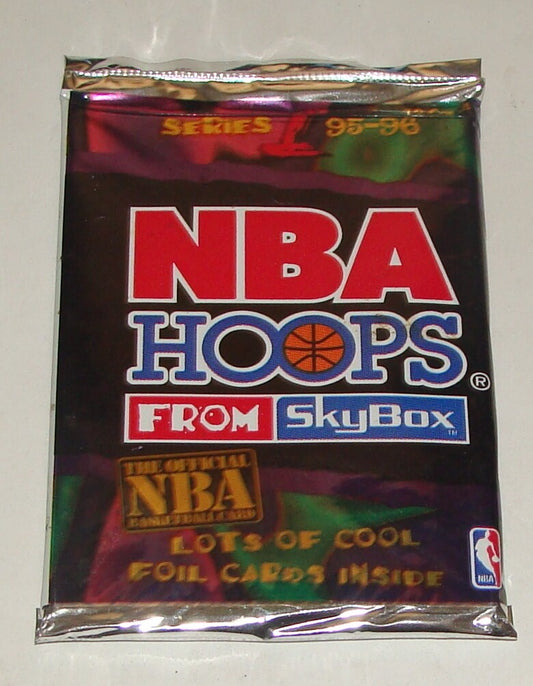 SERIES 1 95-96
NBA
HOOPS®
FROM SkyBox™
THE OFFICIAL
NBA
BASKETBALL CARD
LOTS OF COOL
FOIL CARDS INSIDE
NBA